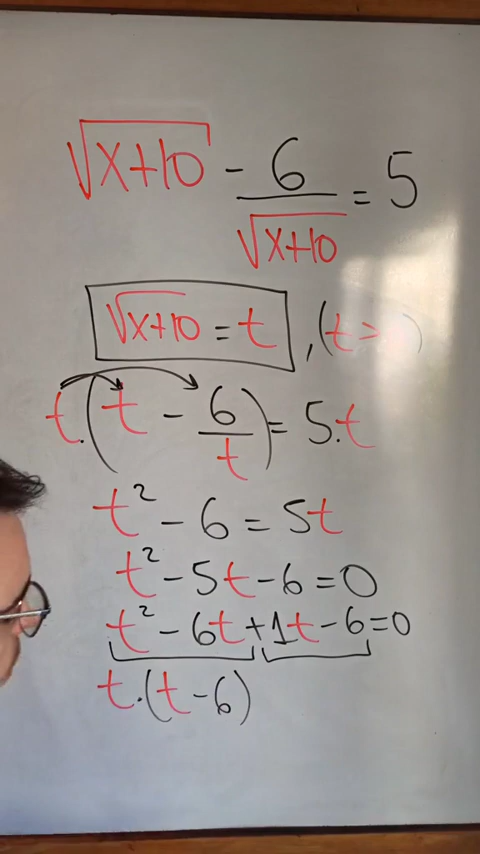 √x+10 - 6/√x+10 = 5
√x+10 = t , (t >
t.(t - 6/t) = 5.t
t² - 6 = 5t
t² - 5t - 6 = 0
t² - 6t + 1t - 6 = 0
t.(t - 6)